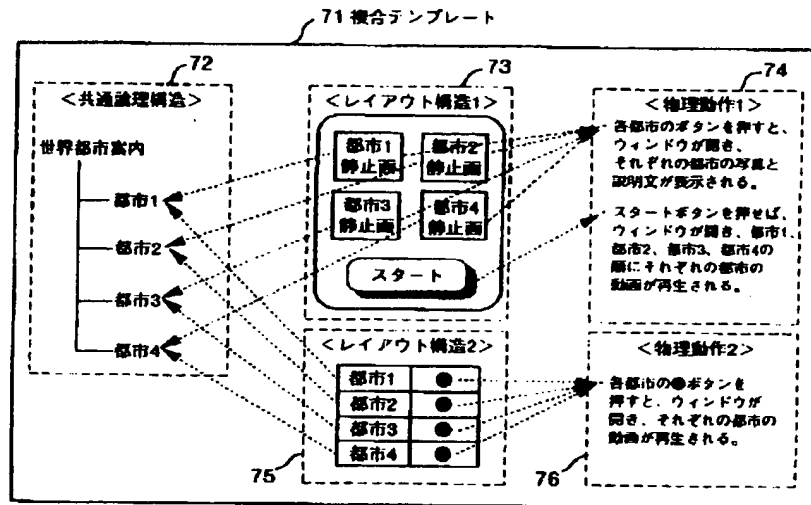 71 複合テンプレート
72
<共通論理構造>
世界都市案内
都市1
都市2
都市3
都市4
73
<レイアウト構造1>
都市1
静止画
都市2
静止画
都市3
静止画
都市4
静止画
スタート
74
<物理動作1>
各都市のボタンを押すと、
ウィンドウが開き、
それぞれの都市の写真と
説明文が表示される。
スタートボタンを押せば、
ウィンドウが開き、都市1、
都市2、都市3、都市4の
順にそれぞれの都市の
動画が再生される。
<レイアウト構造2>
都市1 ●
都市2 ●
都市3 ●
都市4 ●
75
<物理動作2>
各都市の●ボタンを
押すと、ウィンドウが
開き、それぞれの都市の
動画が再生される。
76